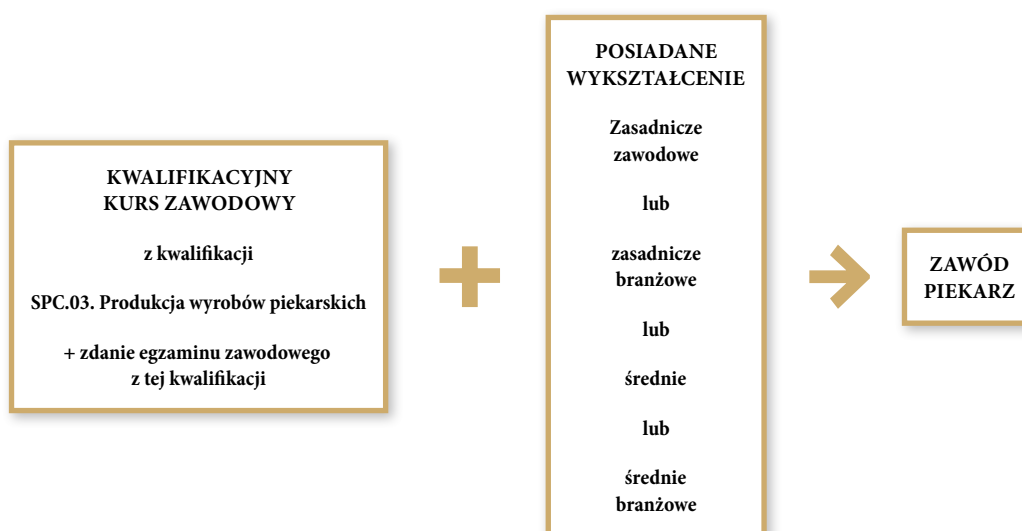 KWALIFIKACYJNY
KURS ZAWODOWY
z kwalifikacji
SPC.03. Produkcja wyrobów piekarskich
+ zdanie egzaminu zawodowego
z tej kwalifikacji
POSIADANE
WYKSZTAŁCENIE
Zasadnicze
zawodowe
lub
zasadnicze
branżowe
lub
średnie
lub
średnie
branżowe
ZAWÓD
PIEKARZ